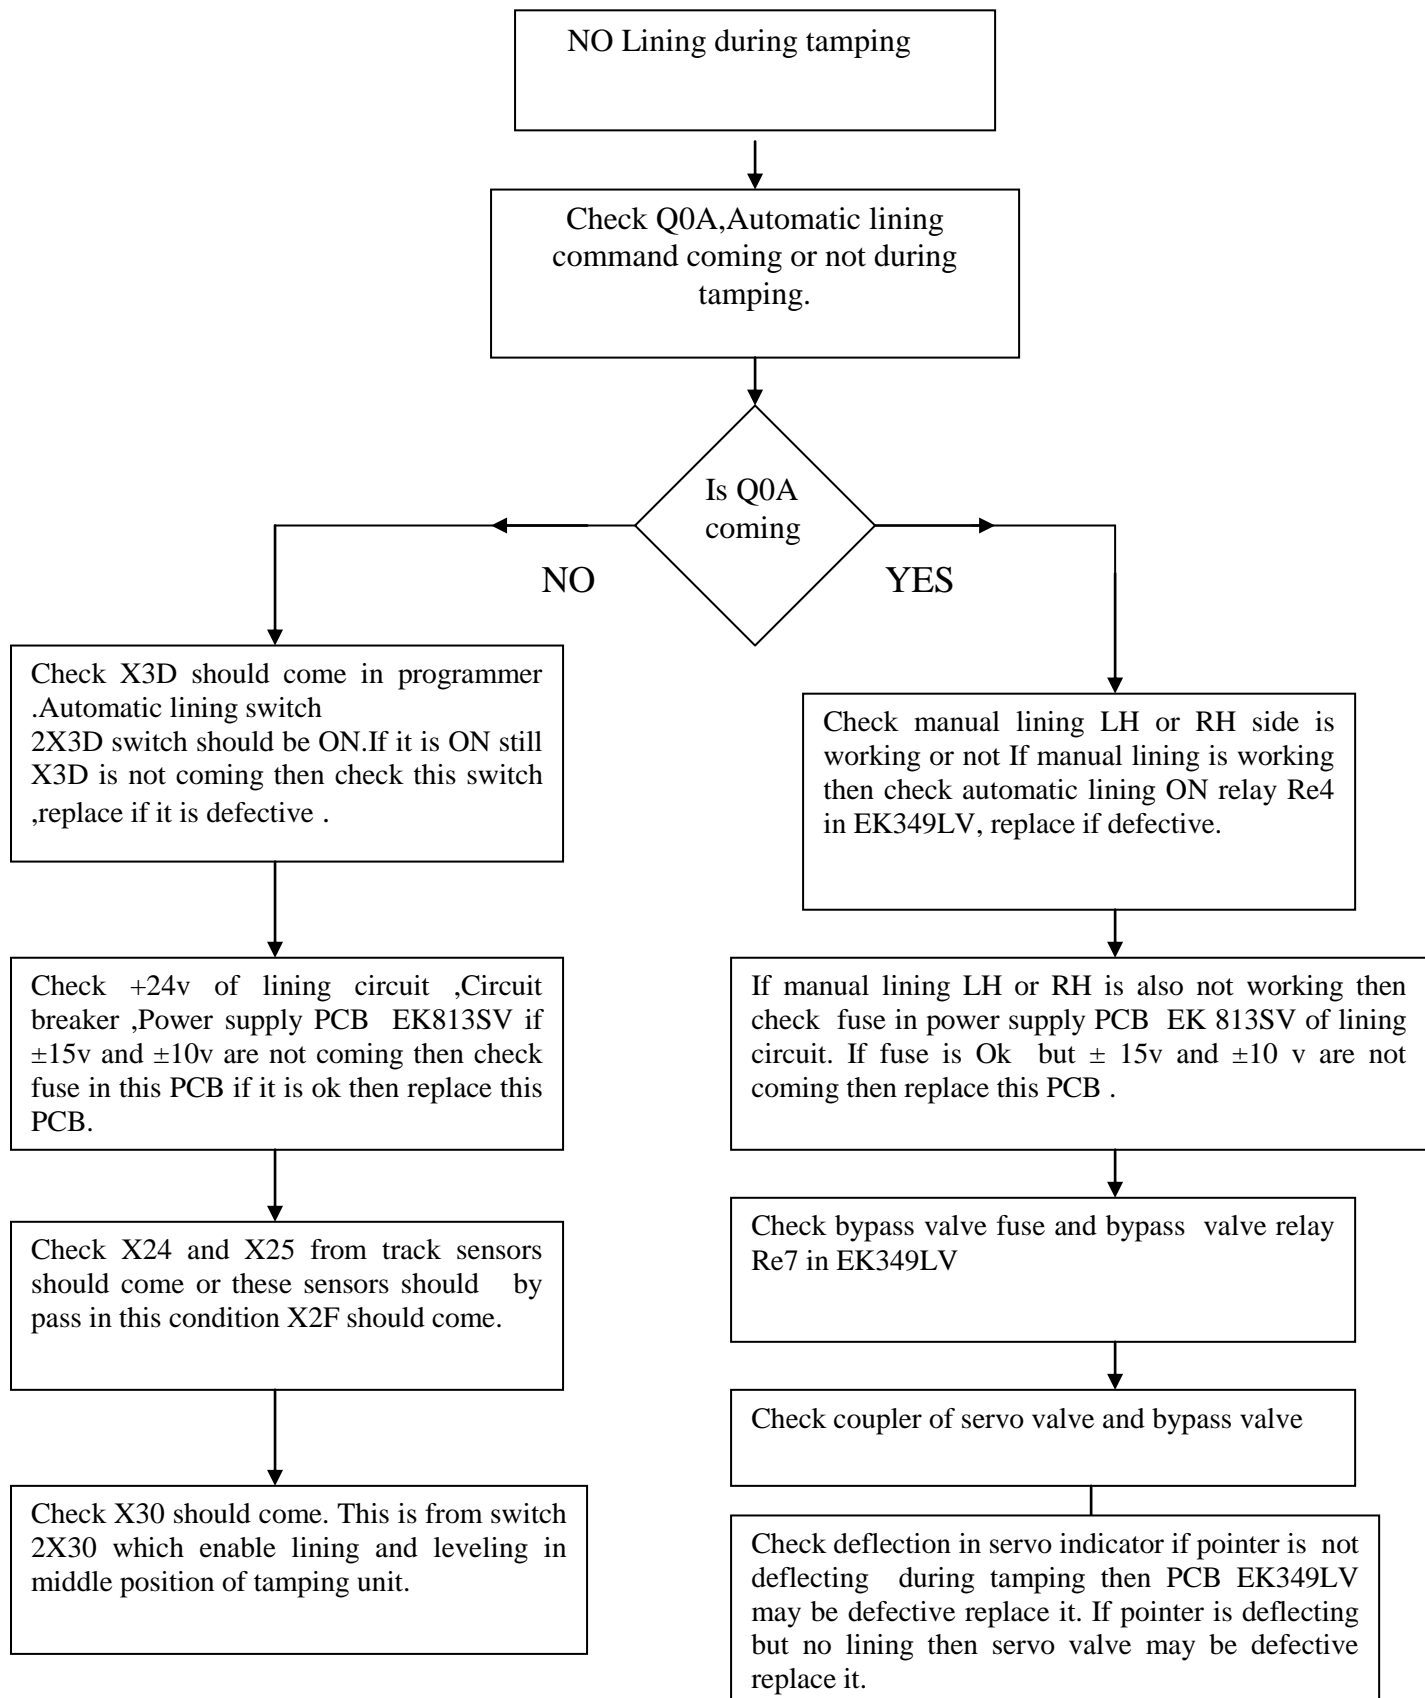 NO Lining during tamping
Check Q0A,Automatic lining
command coming or not during
tamping.
Is Q0A
coming
NO
YES
Check X3D should come in programmer
.Automatic lining switch
2X3D switch should be ON.If it is ON still
X3D is not coming then check this switch
,replace if it is defective .
Check +24v of lining circuit ,Circuit
breaker ,Power supply PCB EK813SV if
±15v and ±10v are not coming then check
fuse in this PCB if it is ok then replace this
PCB.
Check X24 and X25 from track sensors
should come or these sensors should by
pass in this condition X2F should come.
Check X30 should come. This is from switch
2X30 which enable lining and leveling in
middle position of tamping unit.
Check manual lining LH or RH side is
working or not If manual lining is working
then check automatic lining ON relay Re4
in EK349LV, replace if defective.
If manual lining LH or RH is also not working then
check fuse in power supply PCB EK 813SV of lining
circuit. If fuse is Ok but ± 15v and ±10 v are not
coming then replace this PCB .
Check bypass valve fuse and bypass valve relay
Re7 in EK349LV
Check coupler of servo valve and bypass valve
Check deflection in servo indicator if pointer is not
deflecting during tamping then PCB EK349LV
may be defective replace it. If pointer is deflecting
but no lining then servo valve may be defective
replace it.